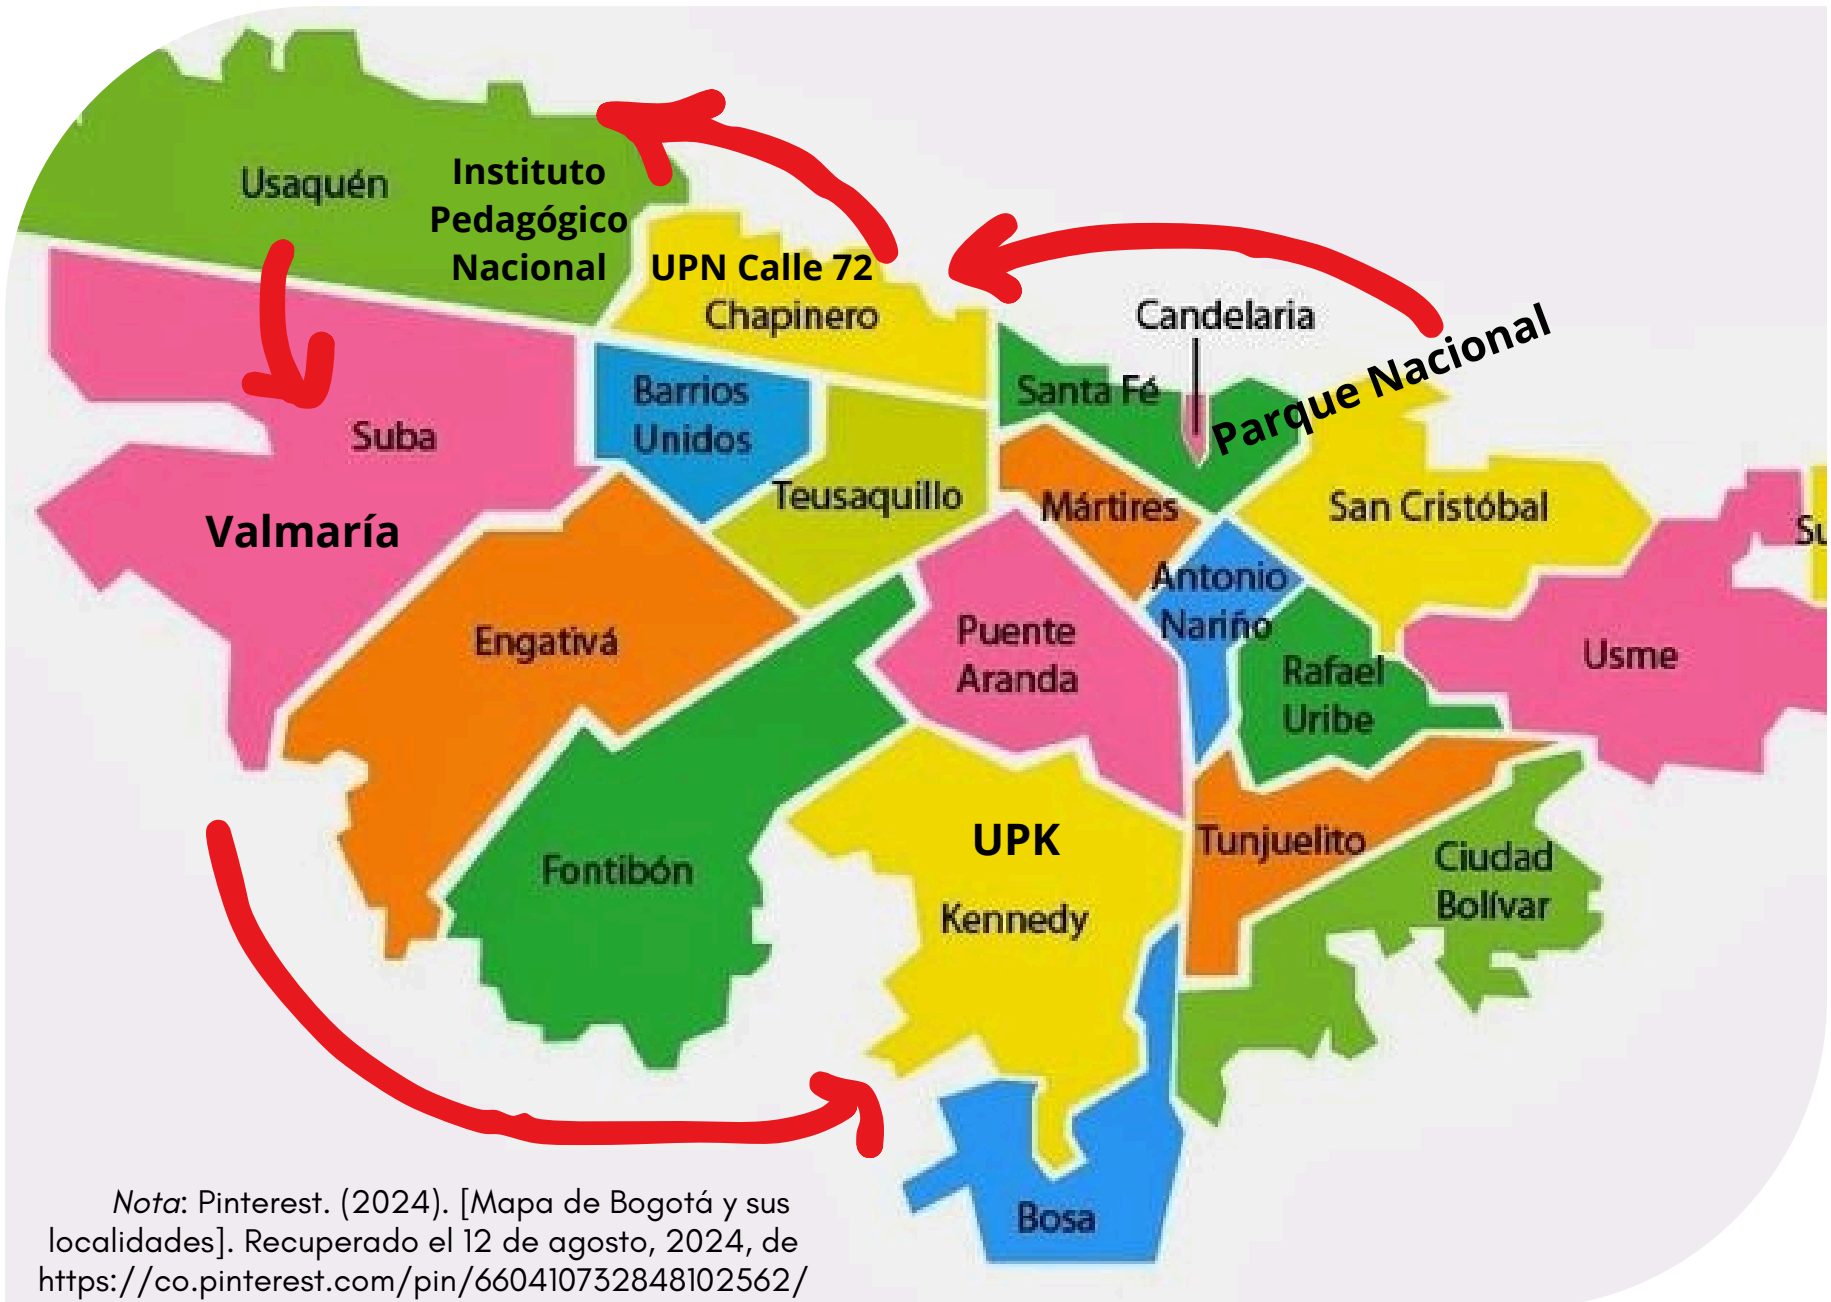 Usaquén
Instituto
Pedagógico
Nacional
UPN Calle 72
Chapinero
Candelaria
Parque Nacional
Santa Fé
Barrios
Unidos
Suba
Teusaquillo
Mártires
San Cristóbal
Valmaría
Su
Antonio
Nariño
Engativá
Puente
Aranda
Rafael
Uribe
Usme
UPK
Tunjuelito
Ciudad
Bolívar
Fontibón
Kennedy
Bosa
Nota: Pinterest. (2024). [Mapa de Bogotá y sus
localidades]. Recuperado el 12 de agosto, 2024, de
https://co.pinterest.com/pin/660410732848102562/